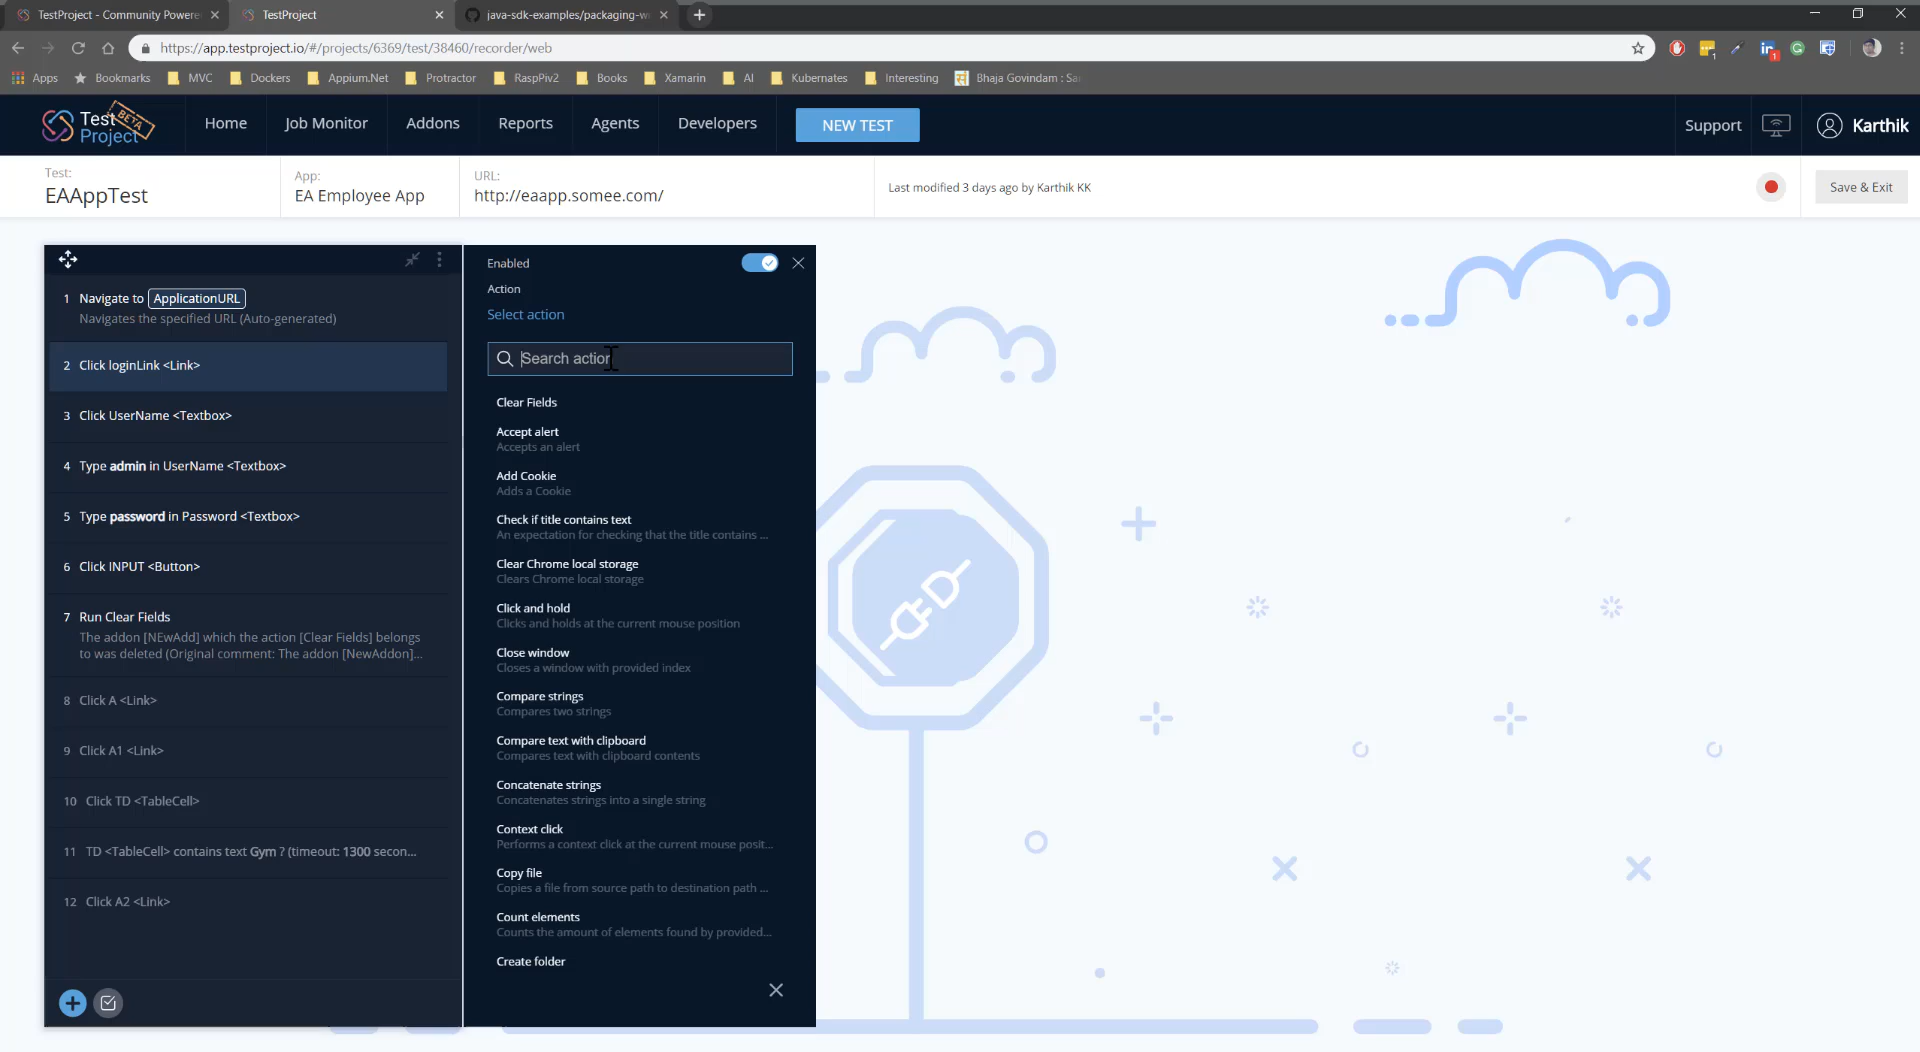 TestProject - Community Powere
TestProject
java-sdk-examples/packaging-w
https://app.testproject.io/#/projects/6369/test/38460/recorder/web
Apps
Bookmarks
MVC
Dockers
Appium.Net
Protractor
RaspPiv2
Books
Xamarin
AI
Kubernates
Interesting
Bhaja Govindam : Sa
Test
Project
BETA
Home
Job Monitor
Addons
Reports
Agents
Developers
NEW TEST
Support
Karthik
Test:
EAAppTest
App:
EA Employee App
URL:
http://eaapp.somee.com/
Last modified 3 days ago by Karthik KK
Save & Exit
1 Navigate to ApplicationURL
Navigates the specified URL (Auto-generated)
2 Click loginLink <Link>
3 Click UserName <Textbox>
4 Type admin in UserName <Textbox>
5 Type password in Password <Textbox>
6 Click INPUT <Button>
7 Run Clear Fields
The addon [NEwAdd] which the action [Clear Fields] belongs
to was deleted (Original comment: The addon [NewAddon]...
8 Click A <Link>
9 Click A1 <Link>
10 Click TD <TableCell>
11 TD <TableCell> contains text Gym ? (timeout: 1300 secon...
12 Click A2 <Link>
Enabled
Action
Select action
Search action
Clear Fields
Accept alert
Accepts an alert
Add Cookie
Adds a Cookie
Check if title contains text
An expectation for checking that the title contains ...
Clear Chrome local storage
Clears Chrome local storage
Click and hold
Clicks and holds at the current mouse position
Close window
Closes a window with provided index
Compare strings
Compares two strings
Compare text with clipboard
Compares text with clipboard contents
Concatenate strings
Concatenates strings into a single string
Context click
Performs a context click at the current mouse posit...
Copy file
Copies a file from source path to destination path ...
Count elements
Counts the amount of elements found by provided...
Create folder